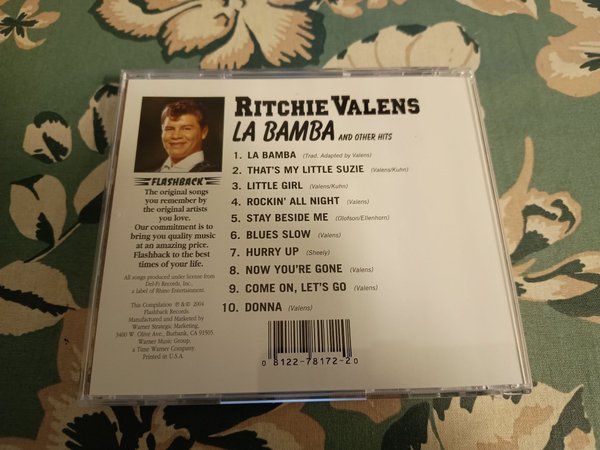 RITCHIE VALENS
LA BAMBA AND OTHER HITS
1. LA BAMBA (Trad. Adapted by Valens)
2. THAT'S MY LITTLE SUZIE (Valens/Kuhn)
3. LITTLE GIRL (Valens/Kuhn)
4. ROCKIN' ALL NIGHT (Valens)
5. STAY BESIDE ME (Olofson/Ellenhorn)
6. BLUES SLOW (Valens)
7. HURRY UP (Sheely)
8. NOW YOU'RE GONE (Valens)
9. COME ON, LET'S GO (Valens)
10. DONNA (Valens)
FLASHBACK
The original songs
you remember by
the original artists
you love.
Our commitment is to
bring you quality music
at an amazing price.
Flashback to the best
times of your life.
All songs produced under license from
Del-Fi Records, Inc.,
a label of Rhino Entertainment.
This Compilation ℗ & © 2004
Flashback Records.
Manufactured and Marketed by
Warner Strategic Marketing,
3400 W. Olive Ave., Burbank, CA 91505.
Warner Music Group,
a Time Warner Company
Printed in U.S.A.
0 8122-78172-2 0